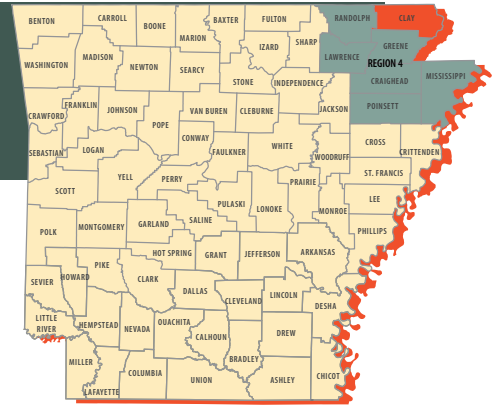 BENTON
CARROLL
BOONE
BAXTER
FULTON
RANDOLPH
CLAY
MARION
IZARD
SHARP
GREENE
LAWRENCE
WASHINGTON
MADISON
NEWTON
SEARCY
STONE
INDEPENDENCE
REGION 4
CRAIGHEAD
MISSISSIPPI
CRAWFORD
FRANKLIN
JOHNSON
POPE
VAN BUREN
CLEBURNE
JACKSON
POINSETT
SEBASTIAN
LOGAN
CONWAY
FAULKNER
WHITE
WOODRUFF
CROSS
CRITTENDEN
SCOTT
YELL
PERRY
PULASKI
LONOKE
PRAIRIE
MONROE
ST. FRANCIS
LEE
POLK
MONTGOMERY
GARLAND
SALINE
PHILLIPS
HOT SPRING
GRANT
JEFFERSON
ARKANSAS
SEVIER
HOWARD
PIKE
CLARK
DALLAS
CLEVELAND
LINCOLN
DESHA
LITTLE
RIVER
HEMPSTEAD
NEVADA
OUACHITA
CALHOUN
BRADLEY
DREW
MILLER
LAFAYETTE
COLUMBIA
UNION
ASHLEY
CHICOT